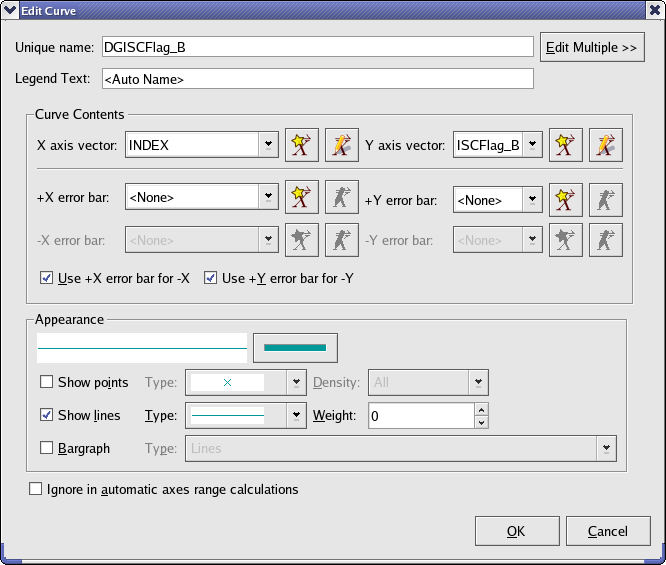 Edit Curve
Unique name: DGISCFlag_B Edit Multiple >>
Legend Text: <Auto Name>
Curve Contents
X axis vector: INDEX Y axis vector: ISCFlag_B
+X error bar: <None> +Y error bar: <None>
-X error bar: <None> -Y error bar: <None>
Use +X error bar for -X Use +Y error bar for -Y
Appearance
Show points Type: Density: All
Show lines Type: Weight: 0
Bargraph Type: Lines
Ignore in automatic axes range calculations
OK Cancel